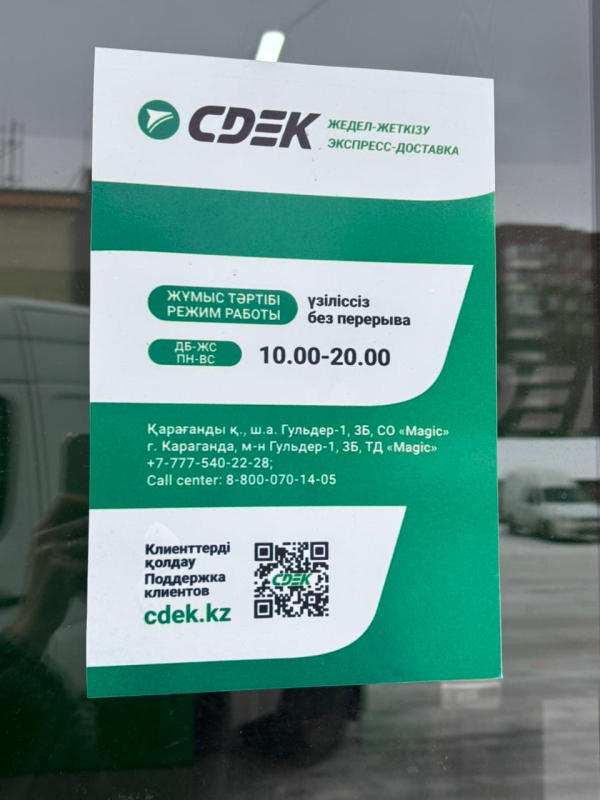 CDEK
ЖЕДЕЛ-ЖЕТКІЗУ
ЭКСПРЕСС-ДОСТАВКА
ЖҰМЫС ТӘРТІБІ
РЕЖИМ РАБОТЫ
үзіліссіз
без перерыва
ДБ-ЖС
ПН-ВС
10.00-20.00
Қарағанды қ., ш.а. Гульдер-1, 3Б, СО «Magic»
г. Караганда, м-н Гульдер-1, 3Б, ТД «Magic»
+7-777-540-22-28;
Call center: 8-800-070-14-05
Клиенттерді
қолдау
Поддержка
клиентов
cdek.kz
CDEK